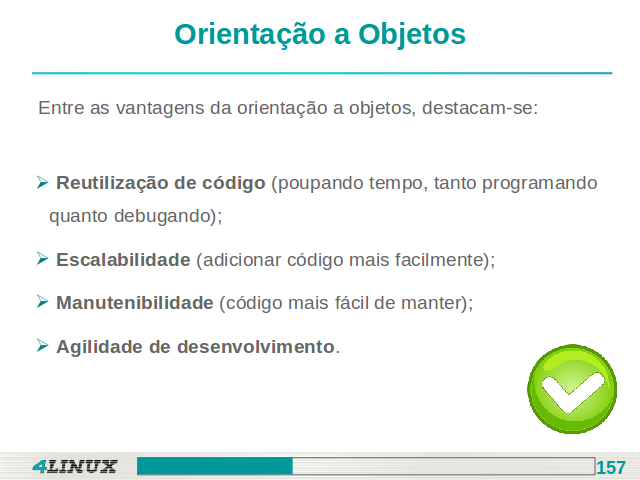 Orientação a Objetos
Entre as vantagens da orientação a objetos, destacam-se:
Reutilização de código (poupando tempo, tanto programando
quanto debugando);
Escalabilidade (adicionar código mais facilmente);
Manutenibilidade (código mais fácil de manter);
Agilidade de desenvolvimento.
4LINUX
157